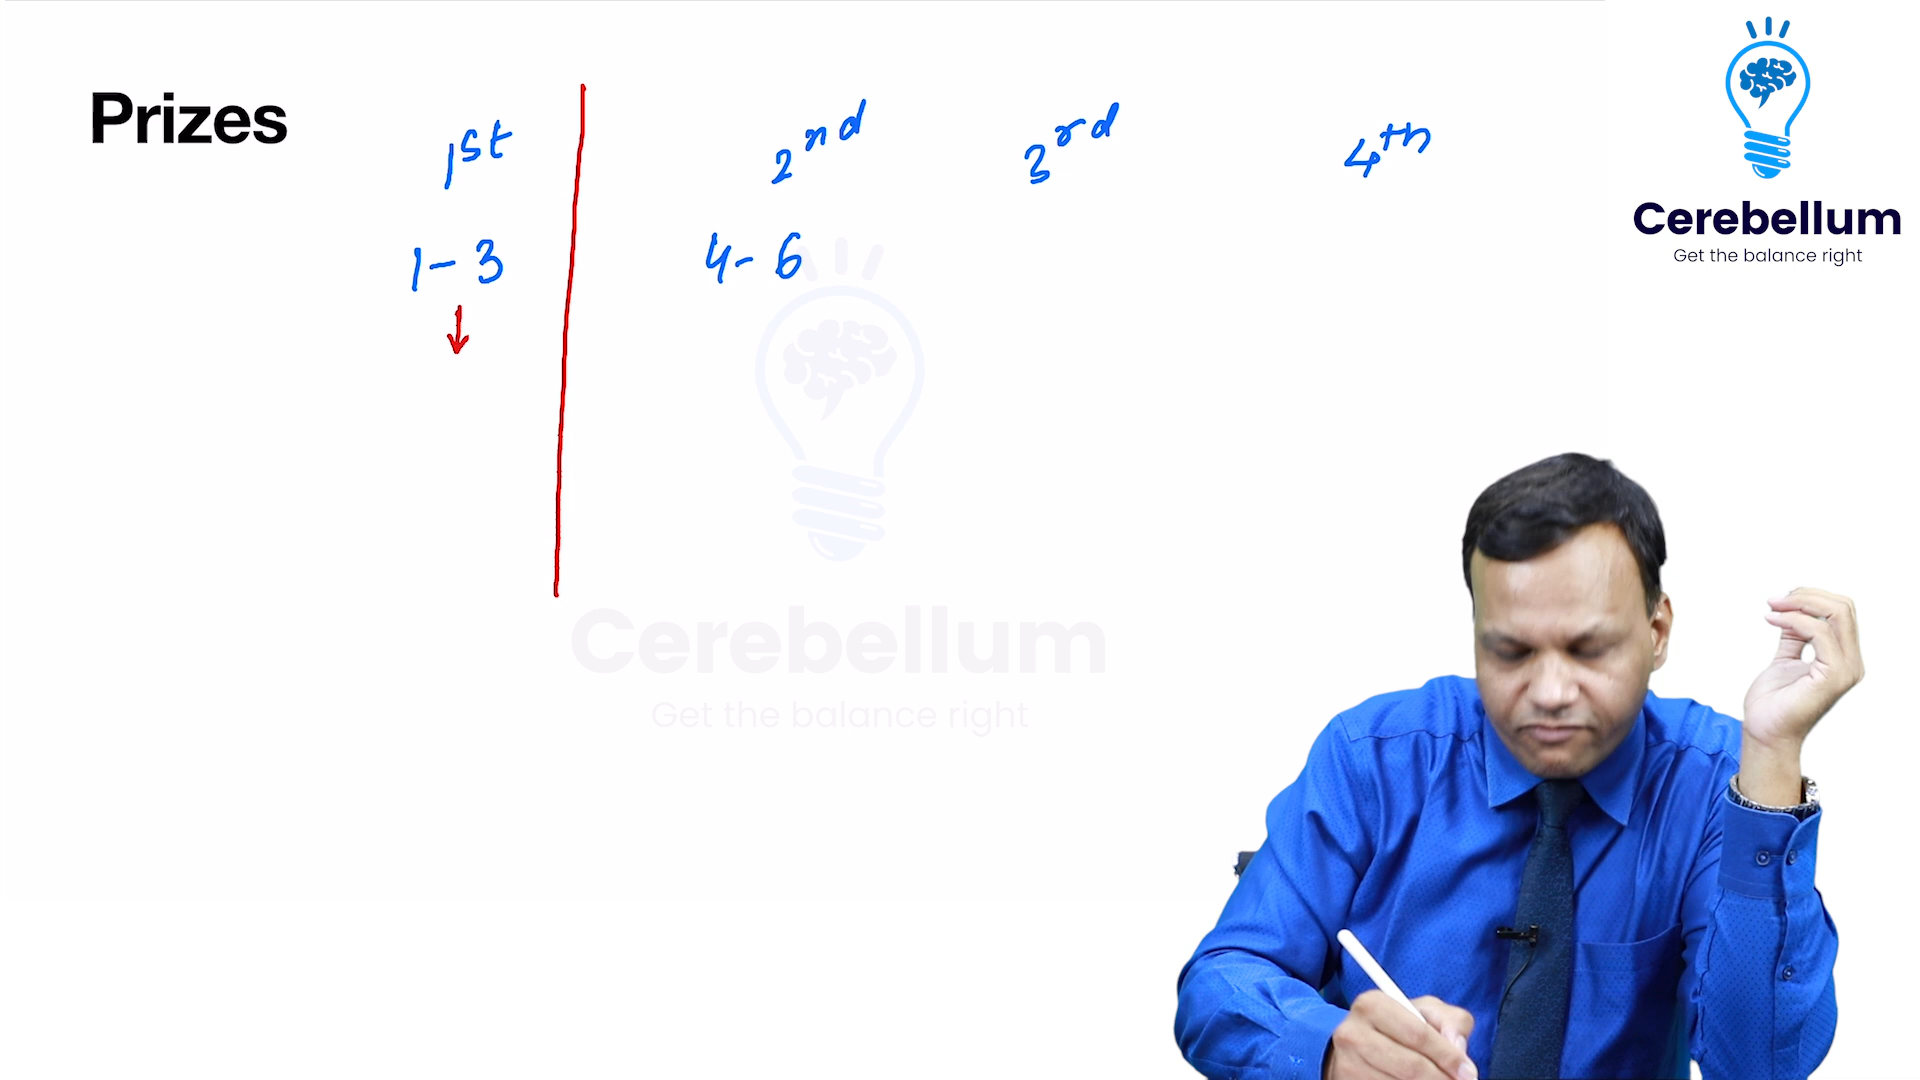 Prizes 1st 2nd 3rd 4th
1-3 4-6
Cerebellum
Get the balance right
Cerebellum
Get the balance right